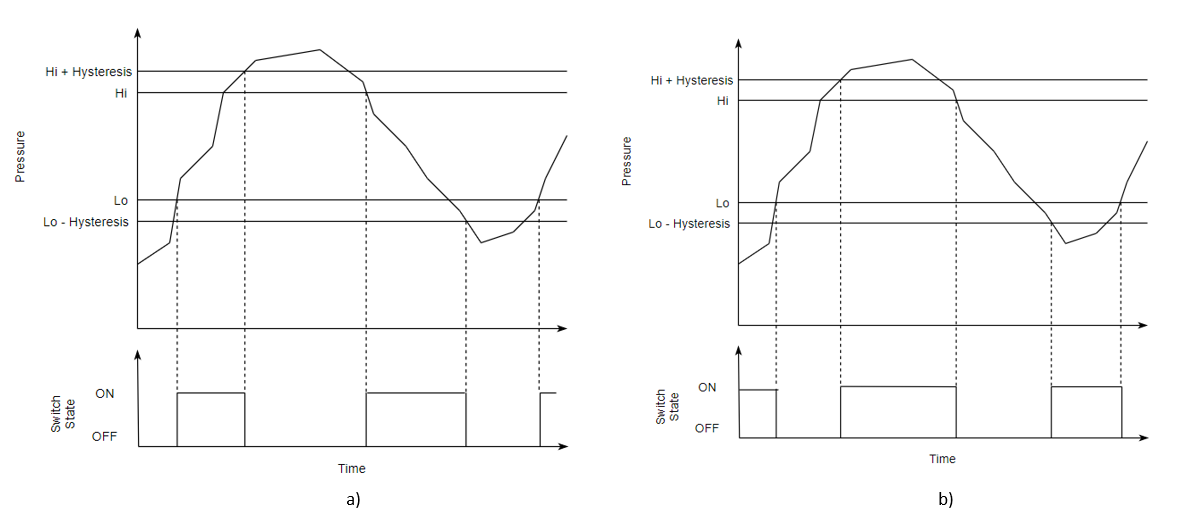 Hi + Hysteresis
Hi
Pressure
Lo
Lo - Hysteresis
ON
Switch
State
OFF
Time
a)
Hi + Hysteresis
Hi
Pressure
Lo
Lo - Hysteresis
ON
Switch
State
OFF
Time
b)